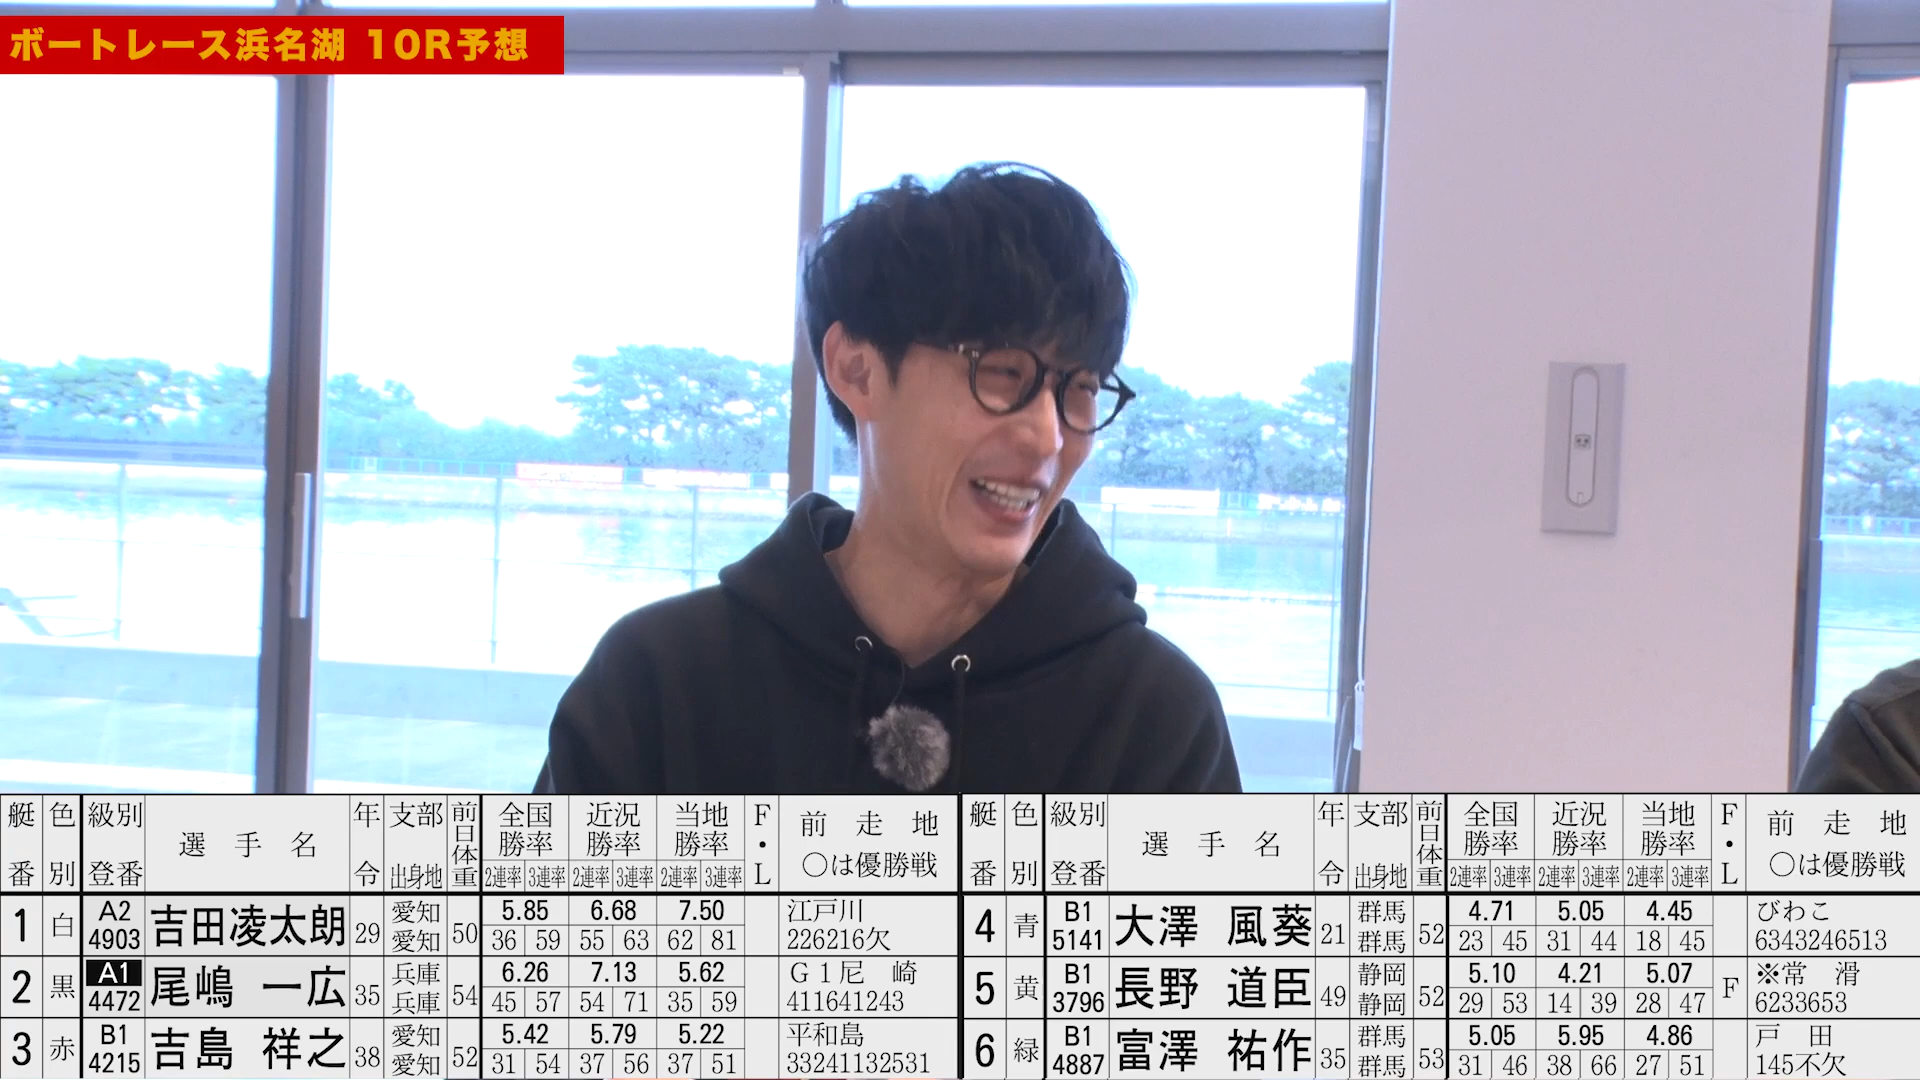 ボートレース浜名湖 10R予想
艇番 色別 級別 登番 選手名 年令 支部 出身地 前日体重 全国勝率 2連率 3連率 近況勝率 2連率 3連率 当地勝率 2連率 3連率 F・L 前走地 ○は優勝戦
1 白 A2 4903 吉田凌太朗 29 愛知 愛知 50 5.85 36 59 6.68 55 63 7.50 62 81 江戸川 226216欠
2 黒 A1 4472 尾嶋 一広 35 兵庫 兵庫 54 6.26 45 57 7.13 54 71 5.62 35 59 G1尼 崎 411641243
3 赤 B1 4215 吉島 祥之 38 愛知 愛知 52 5.42 31 54 5.79 37 56 5.22 37 51 平和島 33241132531
艇番 色別 級別 登番 選手名 年令 支部 出身地 前日体重 全国勝率 2連率 3連率 近況勝率 2連率 3連率 当地勝率 2連率 3連率 F・L 前走地 ○は優勝戦
4 青 B1 5141 大澤 風葵 21 群馬 群馬 52 4.71 23 45 5.05 31 44 4.45 18 45 びわこ 6343246513
5 黄 B1 3796 長野 道臣 49 静岡 静岡 52 5.10 29 53 4.21 14 39 5.07 28 47 F ※常 滑 6233653
6 緑 B1 4887 富澤 祐作 35 群馬 群馬 53 5.05 31 46 5.95 38 66 4.86 27 51 戸 田 145不欠